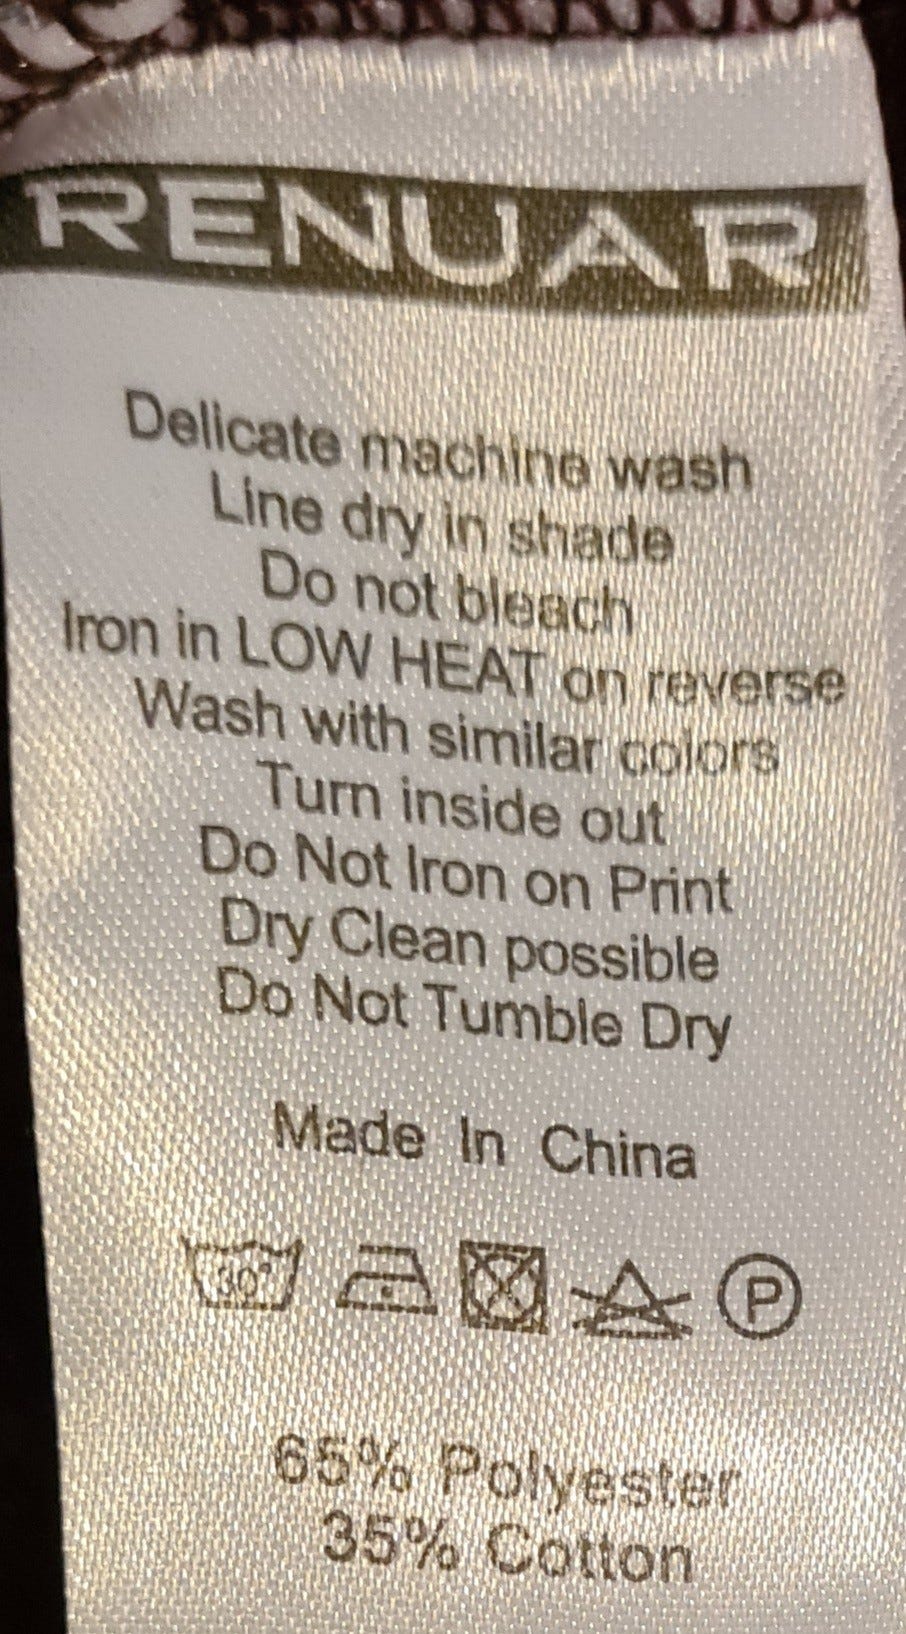 RENUAR
Delicate machine wash
Line dry in shade
Do not bleach
Iron in LOW HEAT on reverse
Wash with similar colors
Turn inside out
Do Not Iron on Print
Dry Clean possible
Do Not Tumble Dry
Made In China
30° P
65% Polyester
35% Cotton